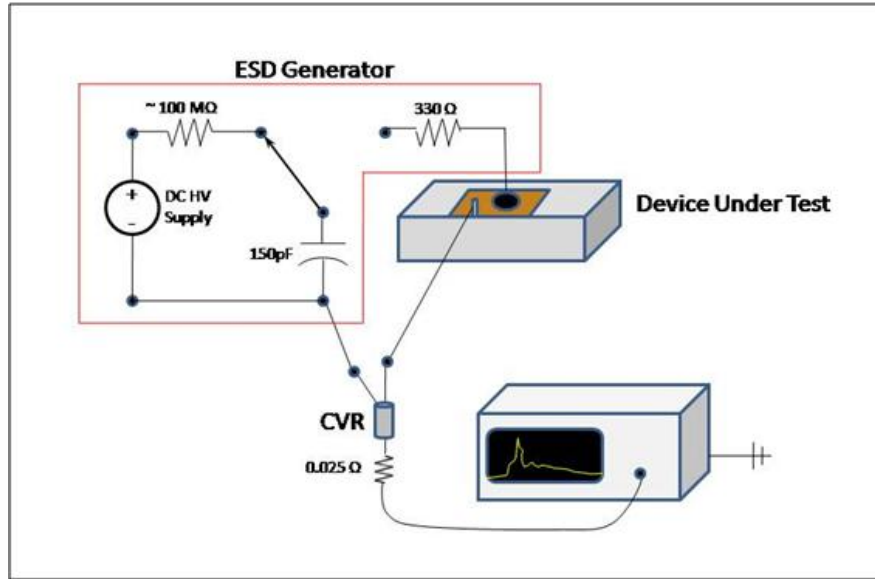 ESD Generator
~ 100 MΩ
330 Ω
+
DC HV
Supply
-
150pF
Device Under Test
CVR
0.025 Ω